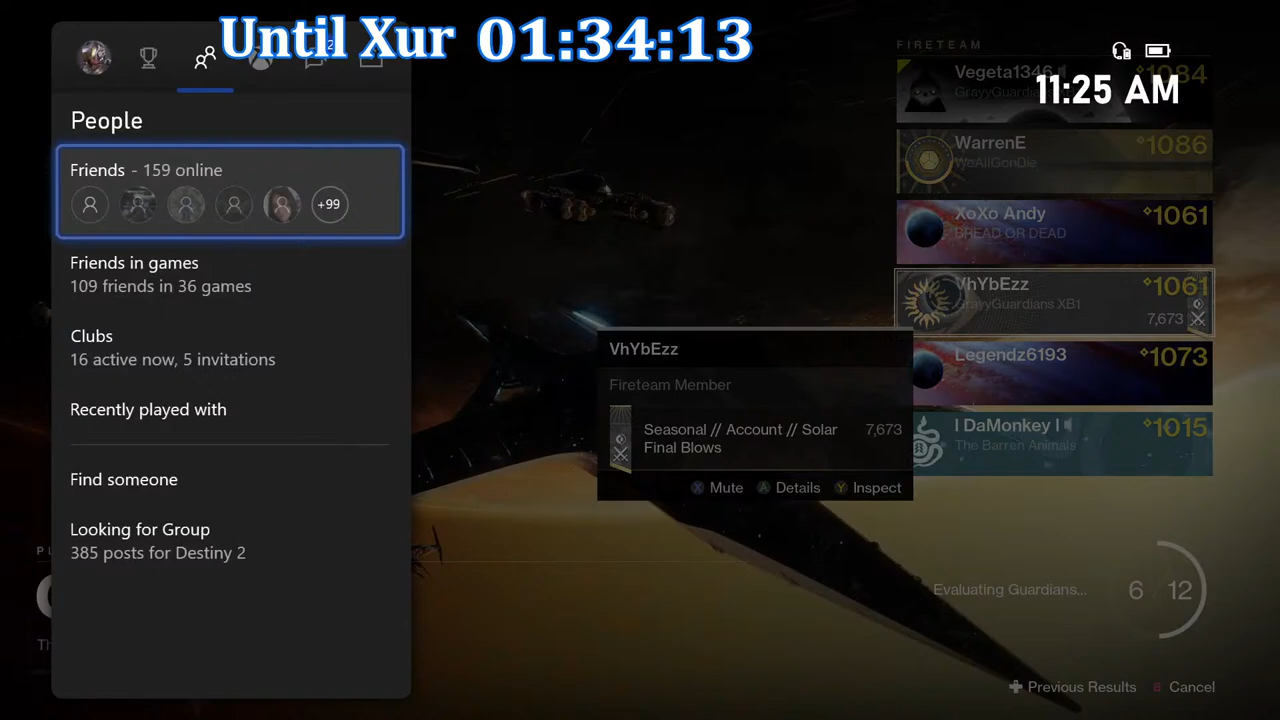 Until Xur 01:34:13
11:25 AM
People
Friends - 159 online
+99
Friends in games
109 friends in 36 games
Clubs
16 active now, 5 invitations
Recently played with
Find someone
Looking for Group
385 posts for Destiny 2
FIRETEAM
Vegeta1346 1084
WarrenE 1086
WeAllGonDie
XoXo Andy 1061
BREAD OR DEAD
VhYbEzz 1061
GrayyGuardians XB1
7,673
Legendz6193 1073
I DaMonkey I 1015
The Barren Animals
VhYbEzz
Fireteam Member
Seasonal // Account // Solar 7,673
Final Blows
X Mute A Details Y Inspect
Evaluating Guardians... 6 / 12
Previous Results B Cancel